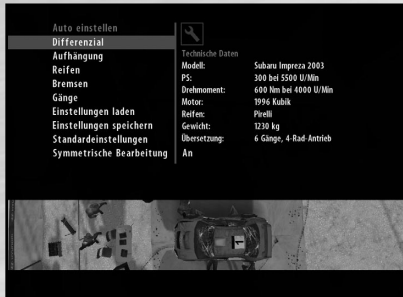 Auto einstellen
Differenzial
Aufhängung
Reifen
Bremsen
Gänge
Einstellungen laden
Einstellungen speichern
Standardeinstellungen
Symmetrische Bearbeitung An
Technische Daten
Modell: Subaru Impreza 2003
PS: 300 bei 5500 U/Min
Drehmoment: 600 Nm bei 4000 U/Min
Motor: 1996 Kubik
Reifen: Pirelli
Gewicht: 1230 kg
Übersetzung: 6 Gänge, 4-Rad-Antrieb
1